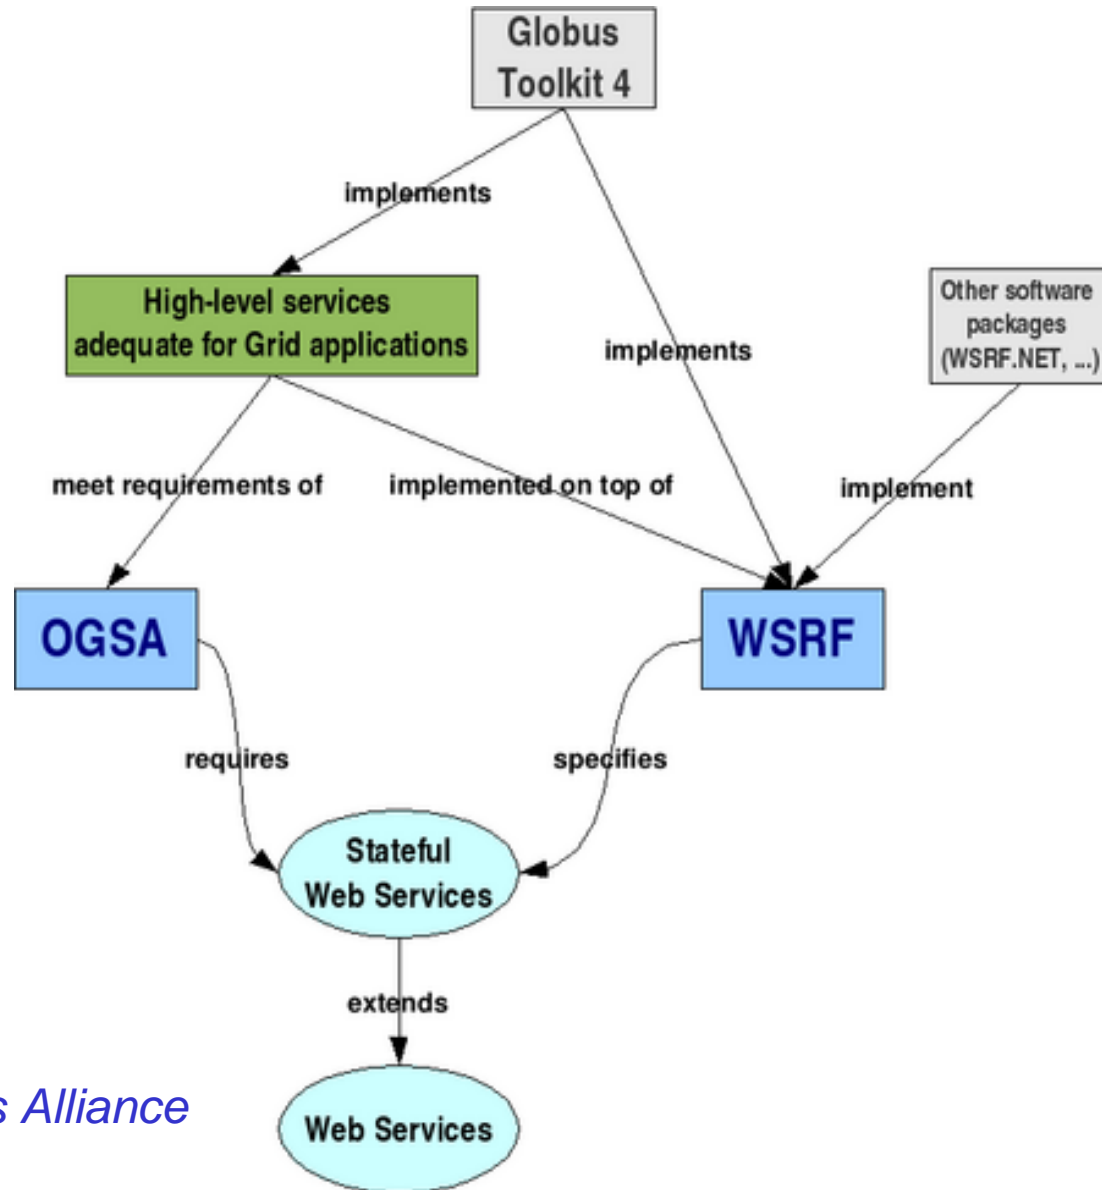 Globus
Toolkit 4
implements
High-level services
adequate for Grid applications
Other software
packages
(WSRF.NET, ...)
implements
meet requirements of
implemented on top of
implement
OGSA
WSRF
requires
specifies
Stateful
Web Services
extends
s Alliance
Web Services